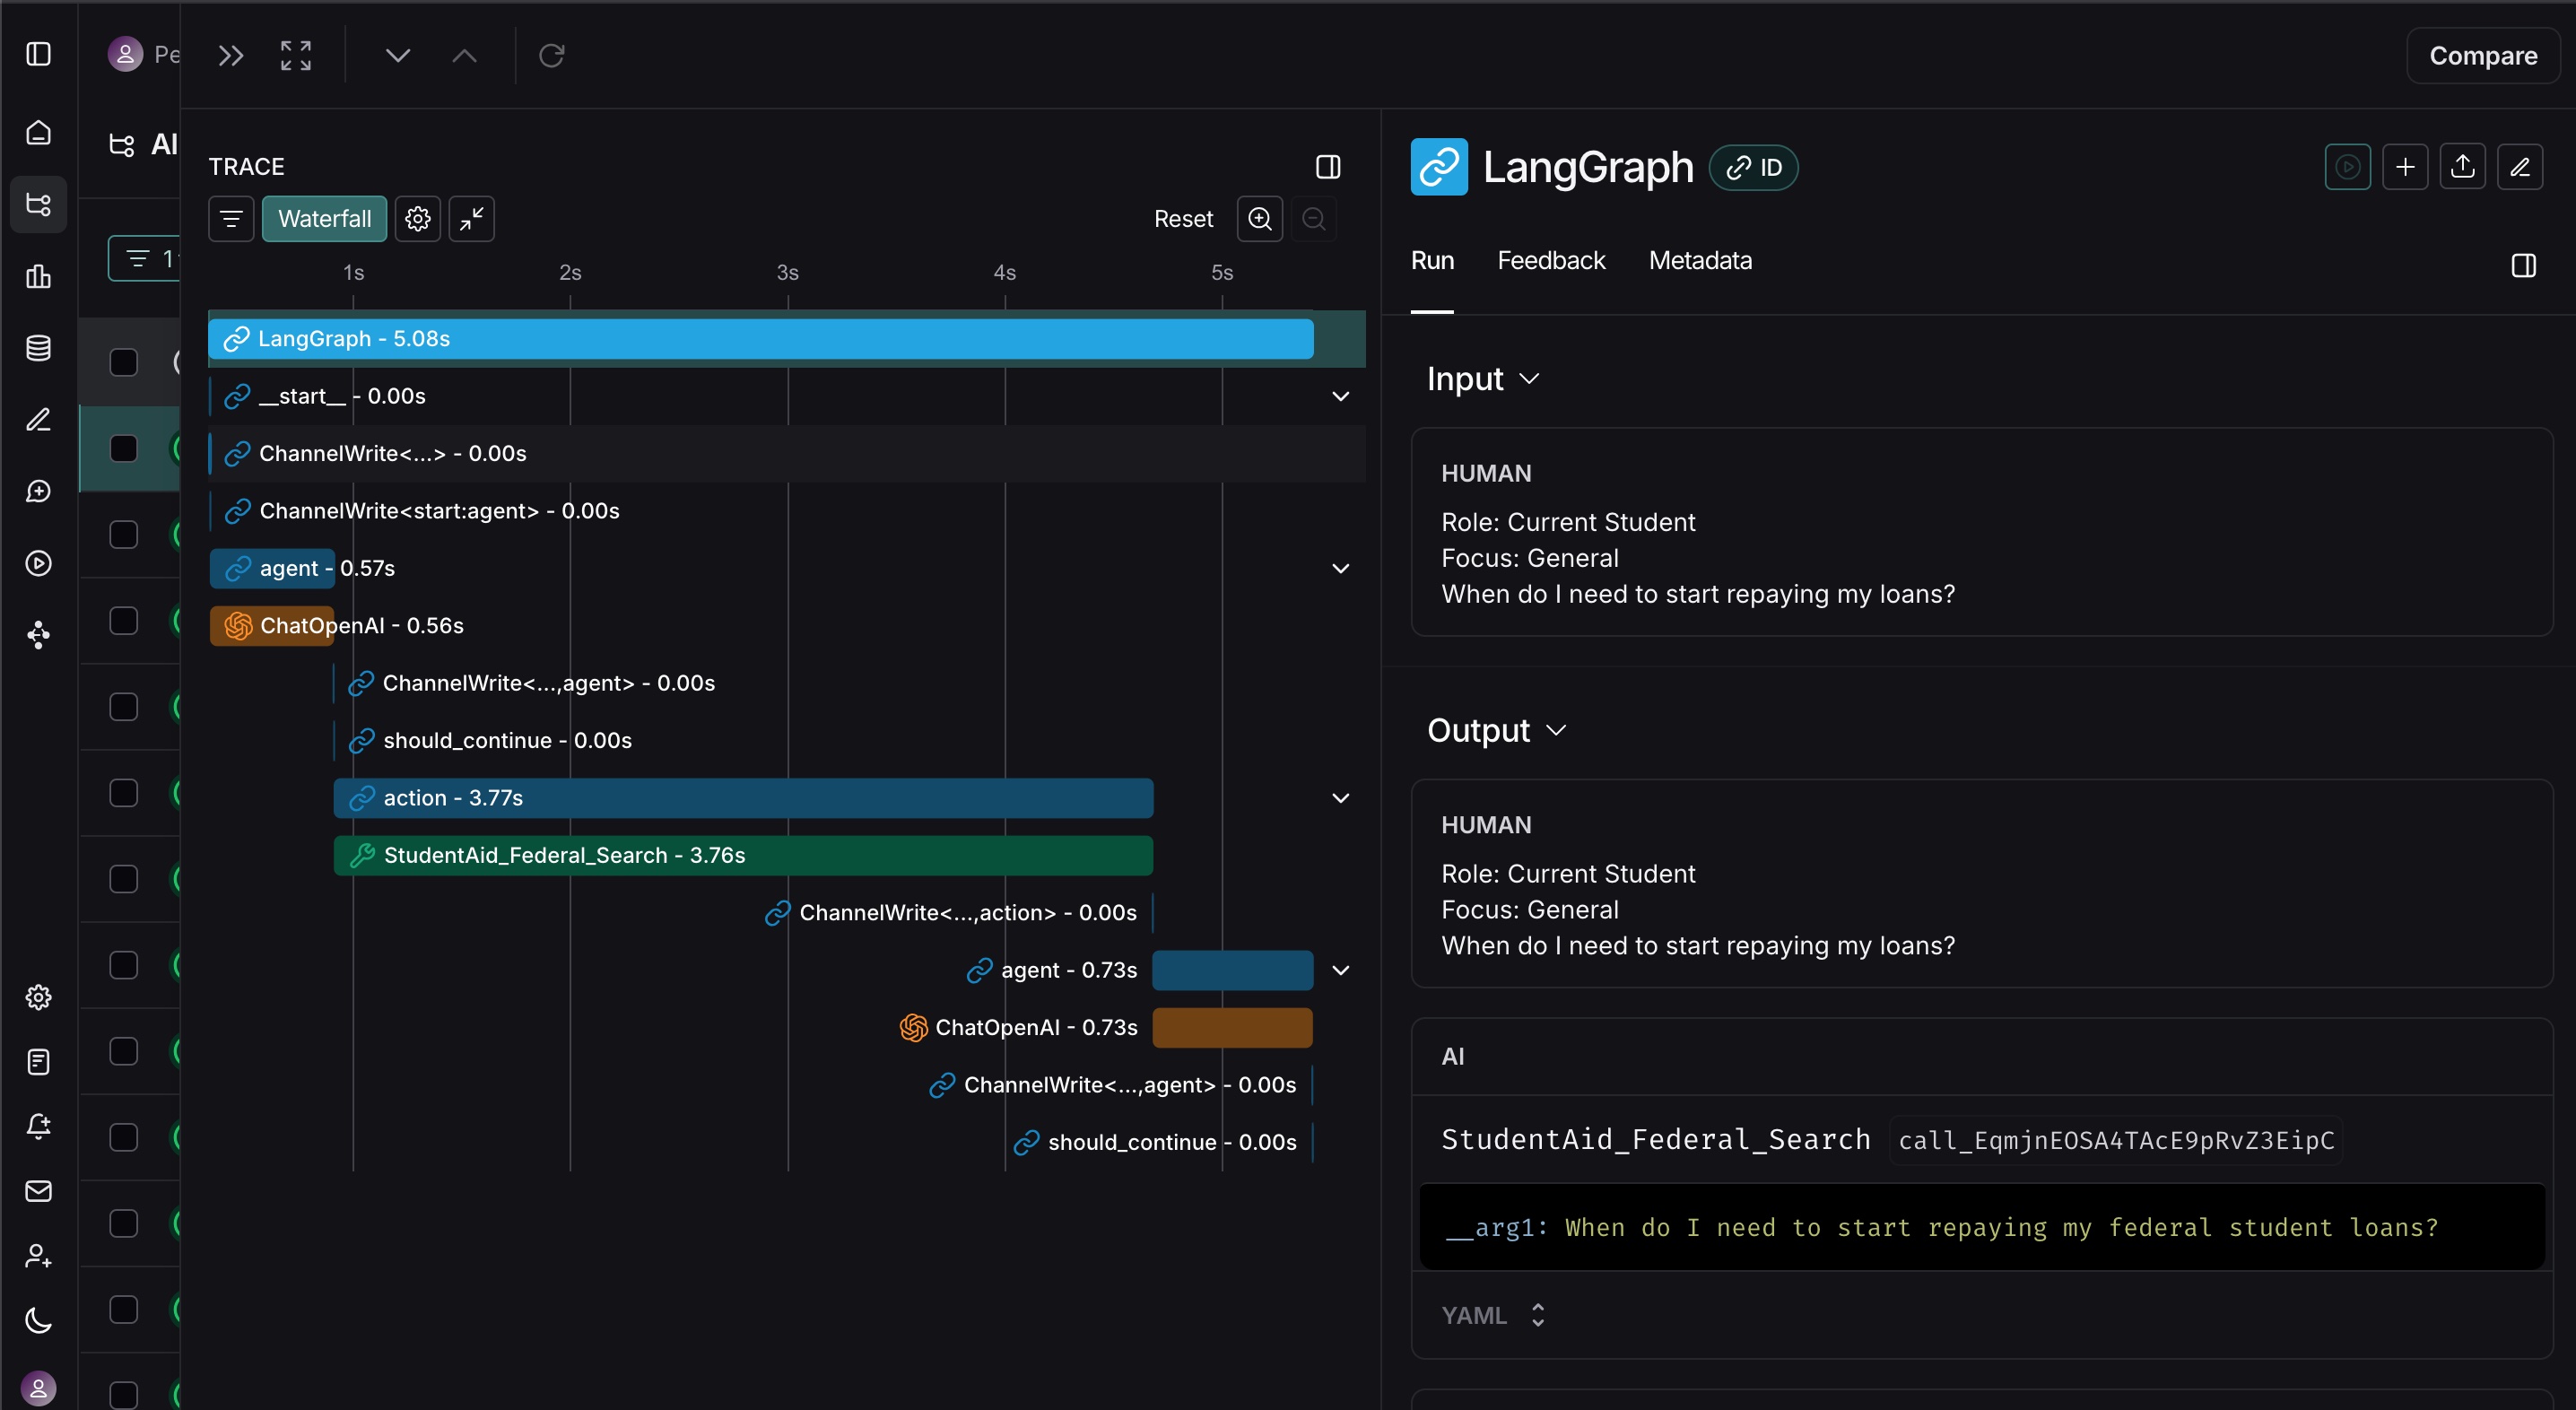 Pe
Compare
AI
1
TRACE
Waterfall
Reset
1s 2s 3s 4s 5s
LangGraph - 5.08s
__start__ - 0.00s
ChannelWrite<...> - 0.00s
ChannelWrite<start:agent> - 0.00s
agent - 0.57s
ChatOpenAI - 0.56s
ChannelWrite<...,agent> - 0.00s
should_continue - 0.00s
action - 3.77s
StudentAid_Federal_Search - 3.76s
ChannelWrite<...,action> - 0.00s
agent - 0.73s
ChatOpenAI - 0.73s
ChannelWrite<...,agent> - 0.00s
should_continue - 0.00s
LangGraph ID
Run Feedback Metadata
Input
HUMAN
Role: Current Student
Focus: General
When do I need to start repaying my loans?
Output
HUMAN
Role: Current Student
Focus: General
When do I need to start repaying my loans?
AI
StudentAid_Federal_Search call_EqmjnEOSA4TAcE9pRvZ3EipC
__arg1: When do I need to start repaying my federal student loans?
YAML